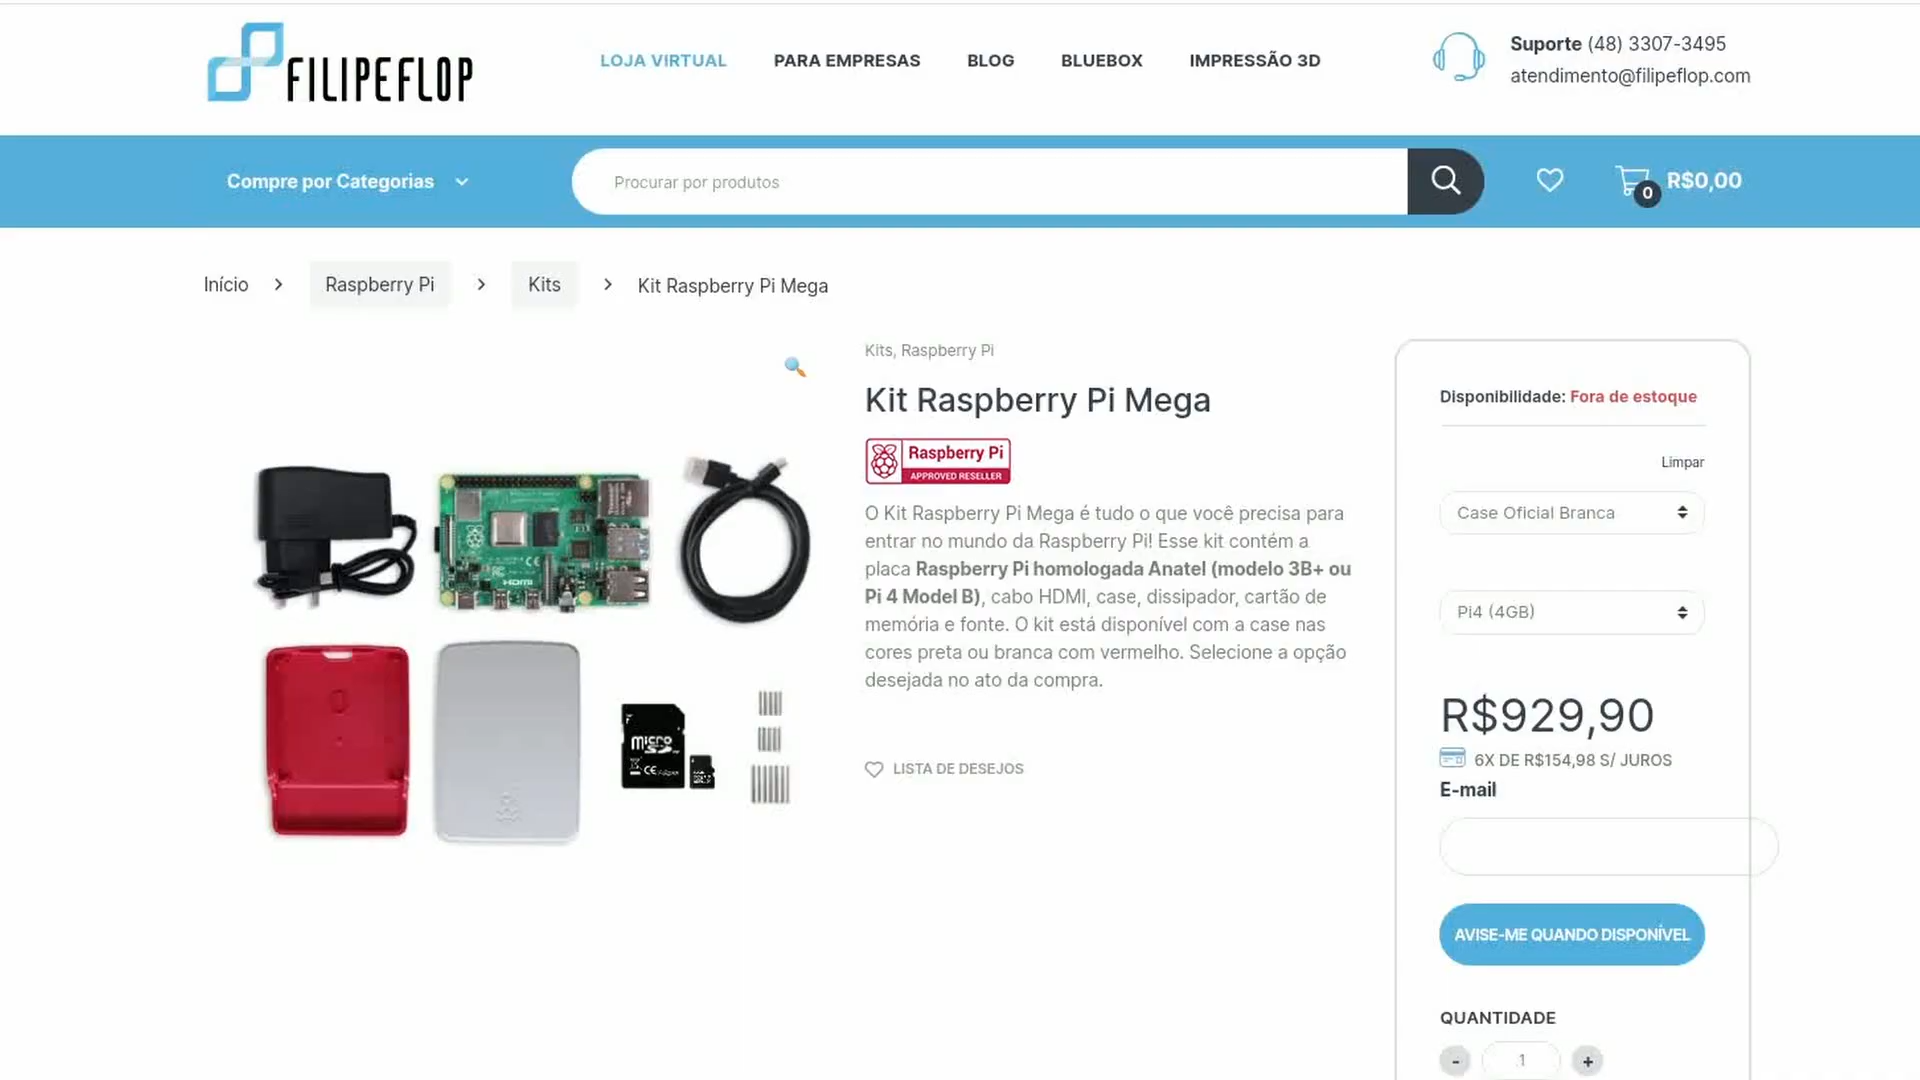 FILIPEFLOP
LOJA VIRTUAL
PARA EMPRESAS
BLOG
BLUEBOX
IMPRESSÃO 3D
Suporte (48) 3307-3495
atendimento@filipeflop.com
Compre por Categorias
Procurar por produtos
0
R$0,00
Início
Raspberry Pi
Kits
Kit Raspberry Pi Mega
Kits, Raspberry Pi
Kit Raspberry Pi Mega
Raspberry Pi
APPROVED RESELLER
O Kit Raspberry Pi Mega é tudo o que você precisa para
entrar no mundo da Raspberry Pi! Esse kit contém a
placa Raspberry Pi homologada Anatel (modelo 3B+ ou
Pi 4 Model B), cabo HDMI, case, dissipador, cartão de
memória e fonte. O kit está disponível com a case nas
cores preta ou branca com vermelho. Selecione a opção
desejada no ato da compra.
LISTA DE DESEJOS
HDMI
Micro
SD
CE
Disponibilidade: Fora de estoque
Limpar
Case Oficial Branca
Pi4 (4GB)
R$929,90
6X DE R$154,98 S/ JUROS
E-mail
AVISE-ME QUANDO DISPONÍVEL
QUANTIDADE
- 1 +